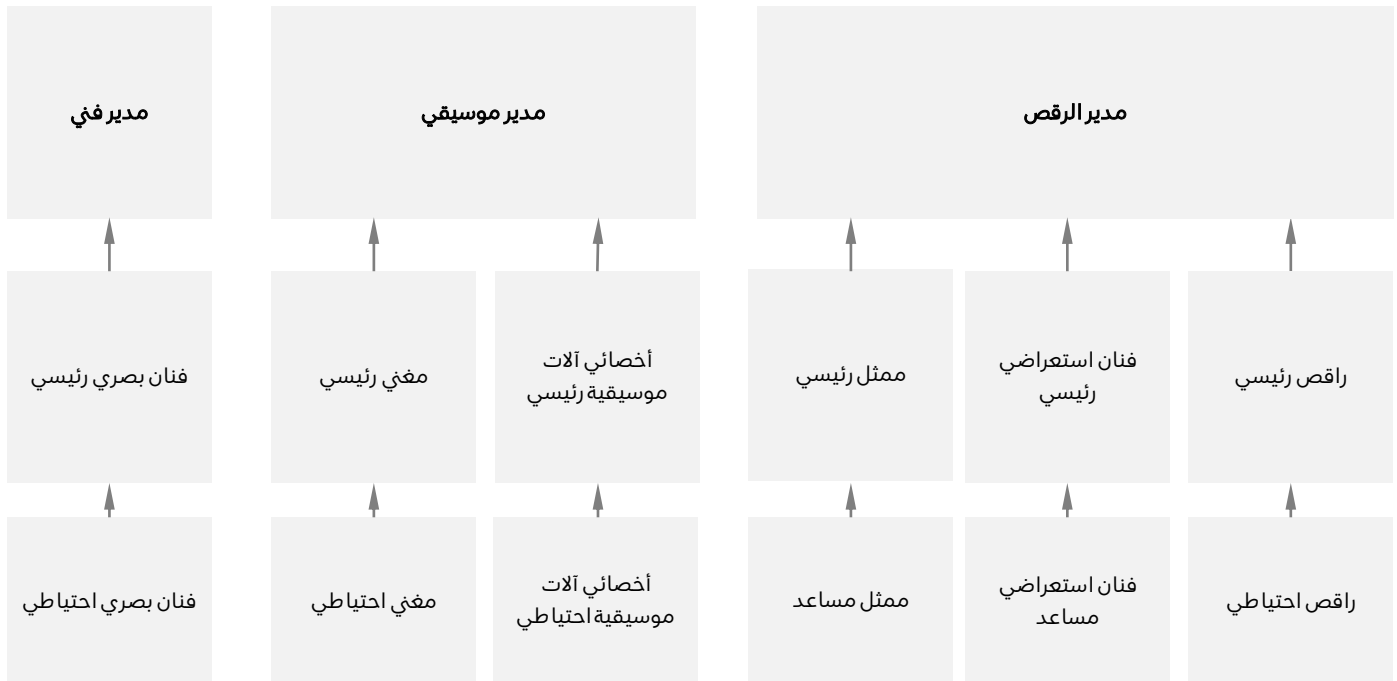 مدير الرقص
مدير موسيقي
مدير فني
راقص رئيسي
فنان استعراضي
رئيسي
ممثل رئيسي
أخصائي آلات
موسيقية رئيسي
مغني رئيسي
فنان بصري رئيسي
راقص احتياطي
فنان استعراضي
مساعد
ممثل مساعد
أخصائي آلات
موسيقية احتياطي
مغني احتياطي
فنان بصري احتياطي